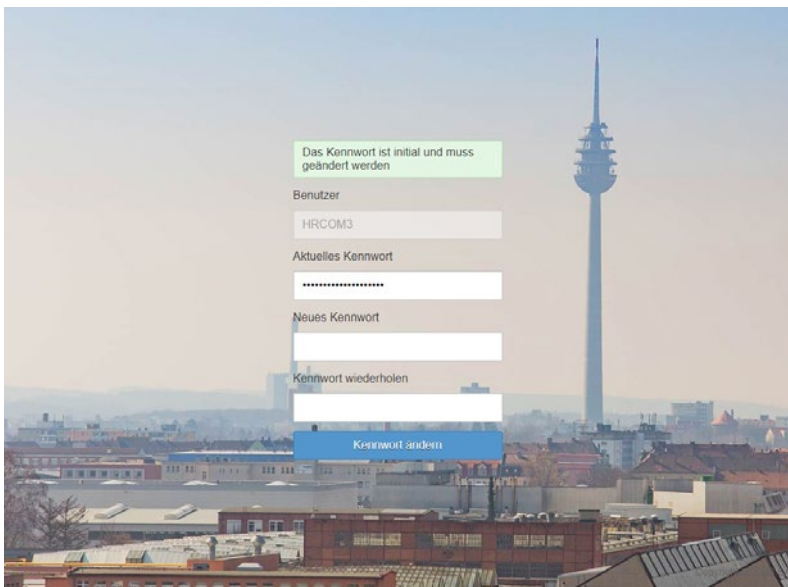 Das Kennwort ist initial und muss
geändert werden
Benutzer
HRCOM3
Aktuelles Kennwort
••••••••••••••••••••
Neues Kennwort
Kennwort wiederholen
Kennwort ändern